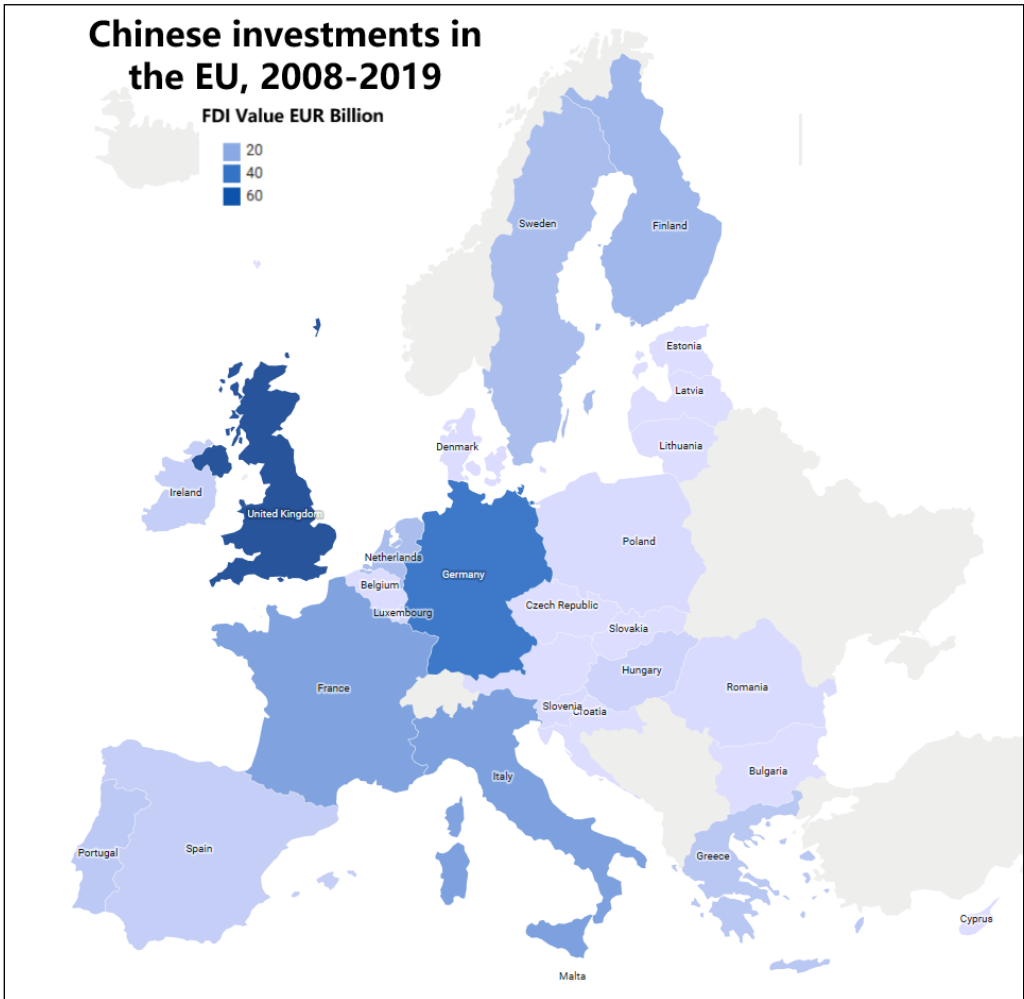 Chinese investments in
the EU, 2008-2019
FDI Value EUR Billion
20
40
60
Sweden
Finland
Estonia
Latvia
Denmark
Lithuania
Ireland
United Kingdom
Poland
Netherlands
Germany
Belgium
Czech Republic
Luxembourg
Slovakia
Hungary
France
Romania
Slovenia
Croatia
Bulgaria
Italy
Spain
Portugal
Greece
Cyprus
Malta